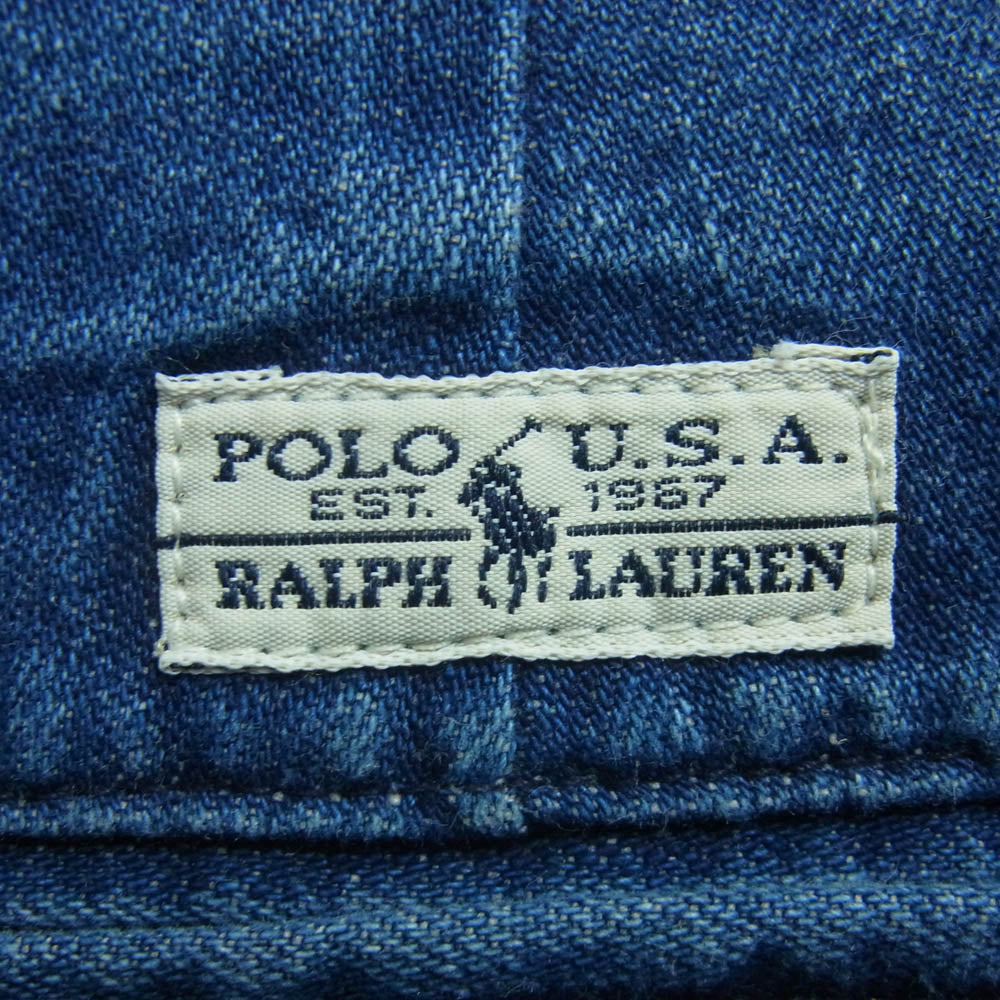 POLO U.S.A.
EST. 1967
RALPH LAUREN